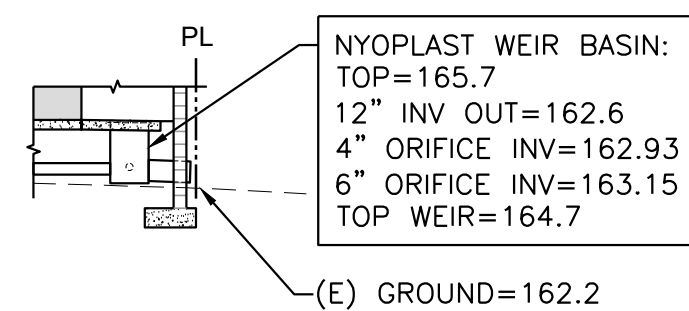 PL
NYOPLAST WEIR BASIN:
TOP=165.7
12" INV OUT=162.6
4" ORIFICE INV=162.93
6" ORIFICE INV=163.15
TOP WEIR=164.7
(E) GROUND=162.2